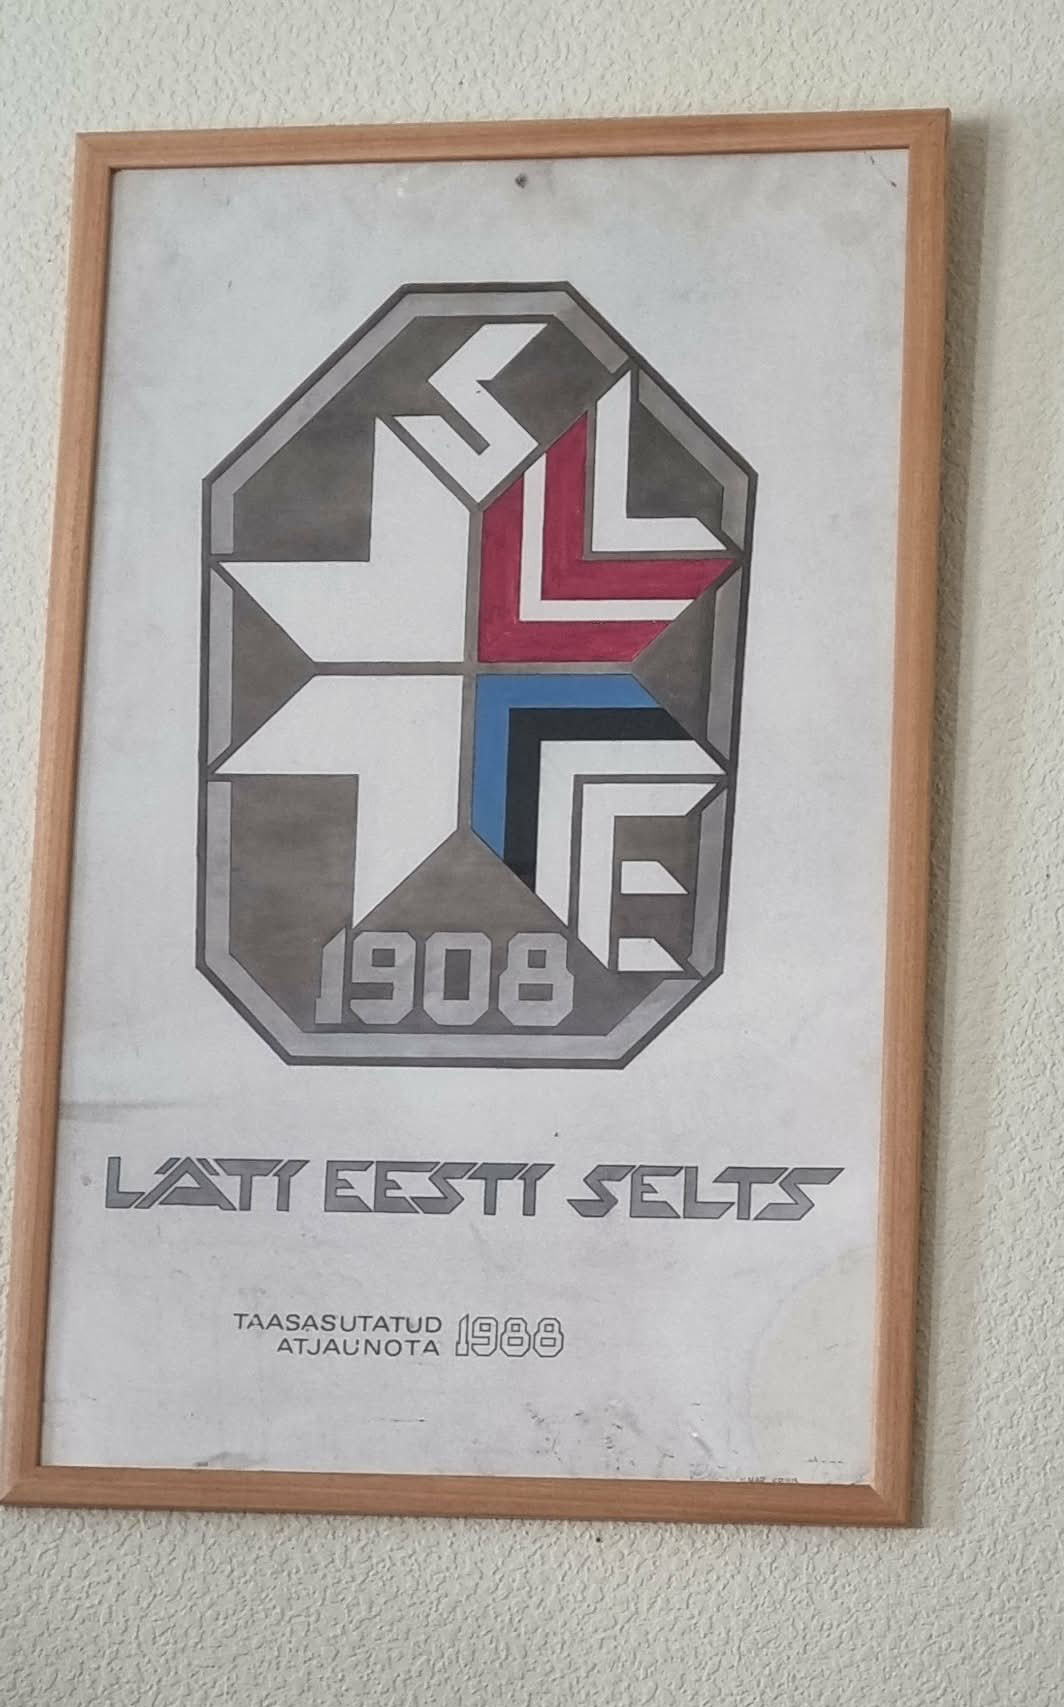 S
L
E
1908
LÄTI EESTI SELTS
TAASASUTATUD
ATJAUNOTA 1988